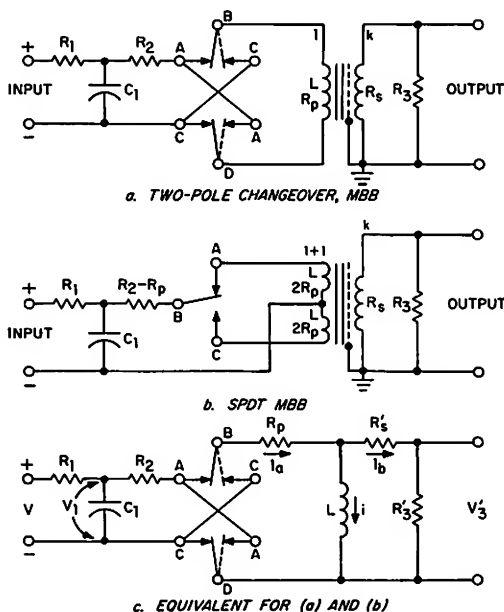 B
1
k
+
R1
R2
A
C
L
Rp
Rs
R3
INPUT
C1
OUTPUT
−
C
A
D
a. TWO-POLE CHANGEOVER, MBB
k
A
1+1
+
R1
R2−Rp
L
2Rp
B
Rs
R3
INPUT
C1
L
2Rp
OUTPUT
−
C
b. SPDT MBB
B
Rp
R's
+
R1
R2
A
C
Ia
Ib
V
V1
C1
L
i
R'3
V'3
−
C
A
D
c. EQUIVALENT FOR (a) AND (b)